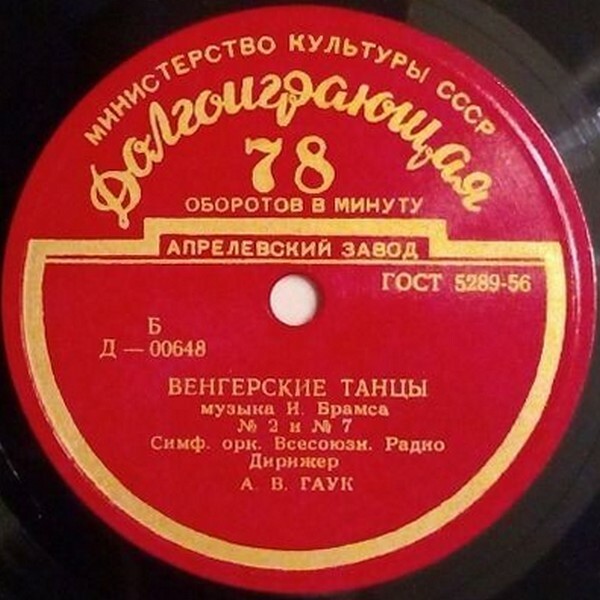 МИНИСТЕРСТВО КУЛЬТУРЫ СССР
Долгоиграющая
78
ОБОРОТОВ В МИНУТУ
АПРЕЛЕВСКИЙ ЗАВОД
ГОСТ 5289-56
Б
Д — 00648
ВЕНГЕРСКИЕ ТАНЦЫ
музыка И. Брамса
№ 2 и № 7
Симф. орк. Всесоюзн. Радио
Дирижер
А. В. ГАУК